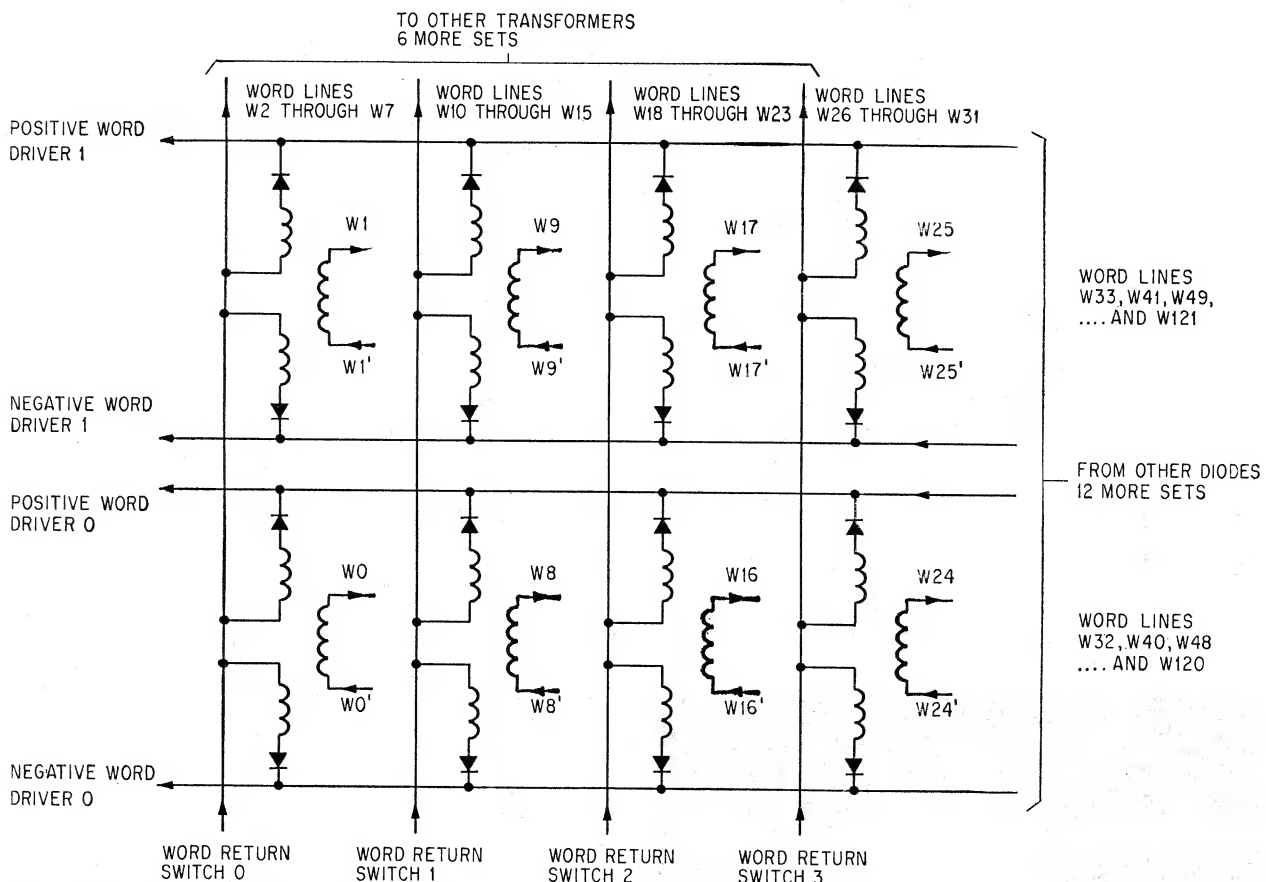 TO OTHER TRANSFORMERS
6 MORE SETS
WORD LINES
W2 THROUGH W7
WORD LINES
W10 THROUGH W15
WORD LINES
W18 THROUGH W23
WORD LINES
W26 THROUGH W31
POSITIVE WORD
DRIVER 1
W1
W9
W17
W25
WORD LINES
W33, W41, W49,
.... AND W121
W1'
W9'
W17'
W25'
NEGATIVE WORD
DRIVER 1
FROM OTHER DIODES
12 MORE SETS
POSITIVE WORD
DRIVER 0
W0
W8
W16
W24
WORD LINES
W32, W40, W48
.... AND W120
W0'
W8'
W16'
W24'
NEGATIVE WORD
DRIVER 0
WORD RETURN
SWITCH 0
WORD RETURN
SWITCH 1
WORD RETURN
SWITCH 2
WORD RETURN
SWITCH 3